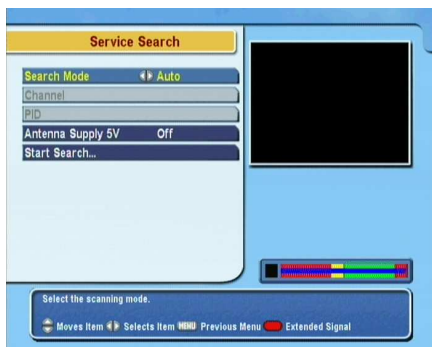 Service Search
Search Mode Auto
Channel
PID
Antenna Supply 5V Off
Start Search...
Select the scanning mode.
Moves Item Selects Item MENU Previous Menu Extended Signal